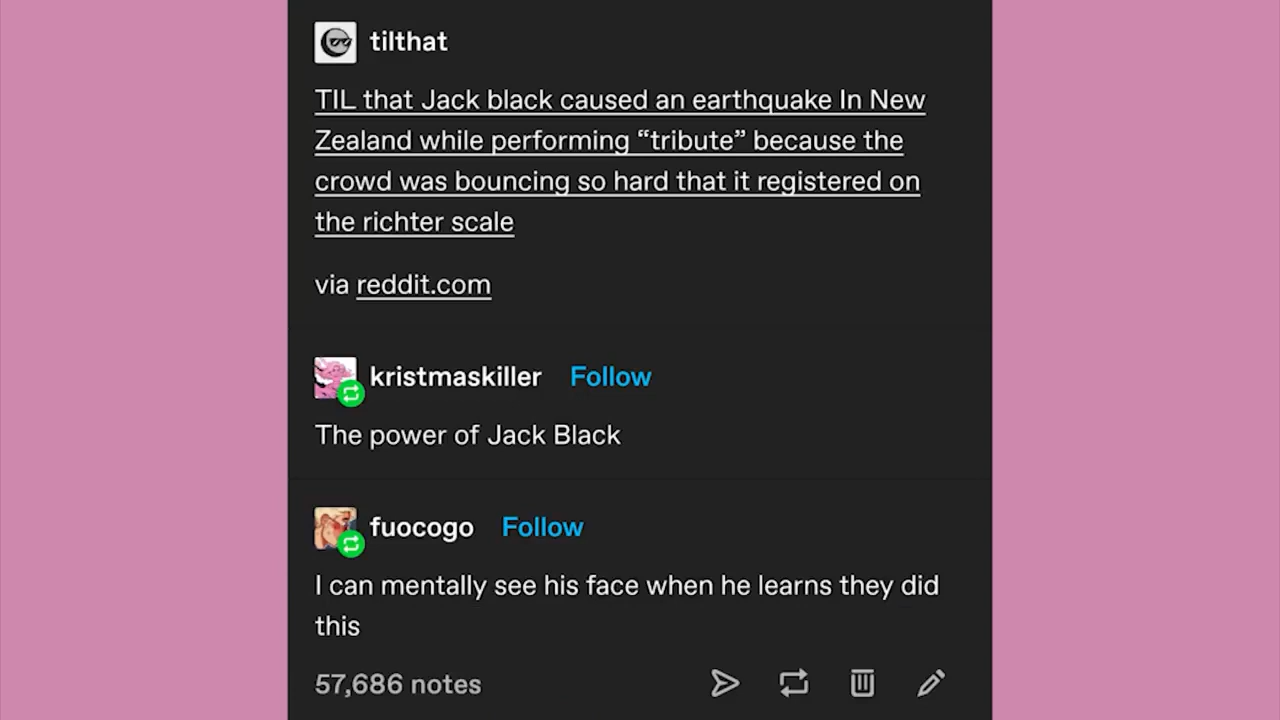 tilthat
TIL that Jack black caused an earthquake In New
Zealand while performing “tribute” because the
crowd was bouncing so hard that it registered on
the richter scale
via reddit.com
kristmaskiller Follow
The power of Jack Black
fuocogo Follow
I can mentally see his face when he learns they did
this
57,686 notes